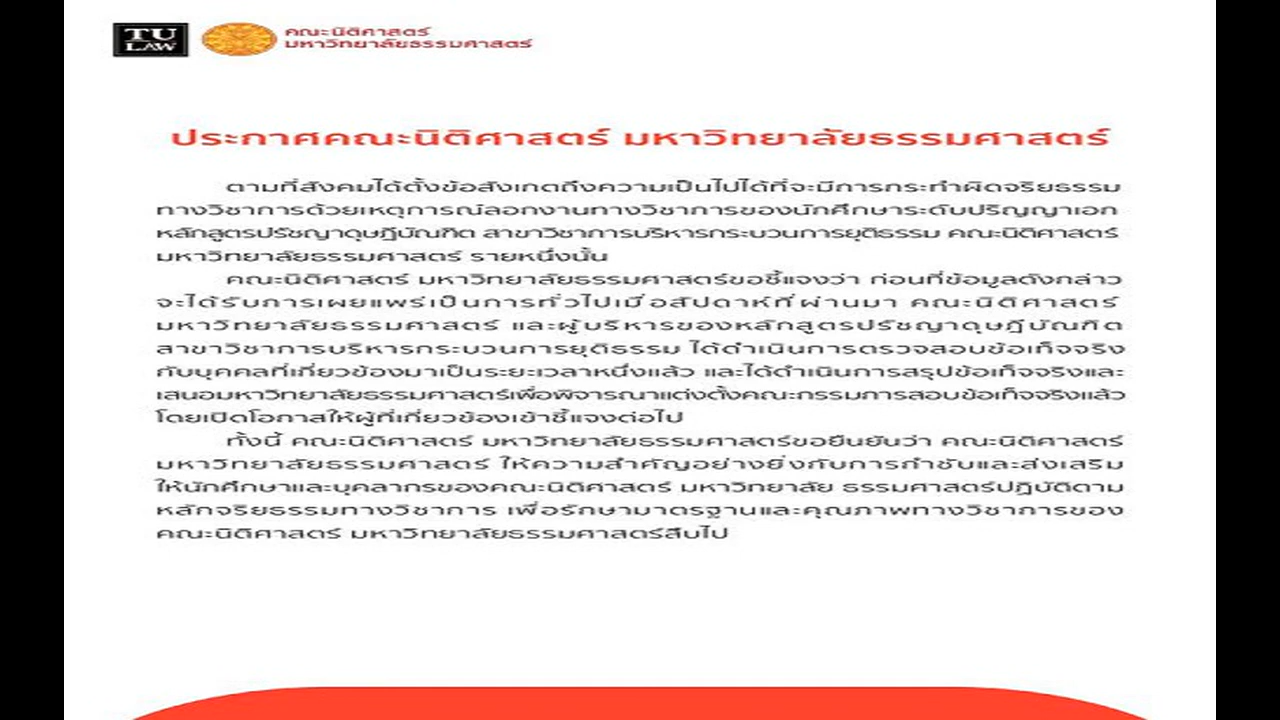 TU
LAW
คณะนิติศาสตร์
มหาวิทยาลัยธรรมศาสตร์
ประกาศคณะนิติศาสตร์ มหาวิทยาลัยธรรมศาสตร์
ตามที่สังคมได้ตั้งข้อสังเกตถึงความเป็นไปได้ที่จะมีการกระทำผิดจริยธรรม
ทางวิชาการด้วยเหตุการณ์ลอกงานทางวิชาการของนักศึกษาระดับปริญญาเอก
หลักสูตรปรัชญาดุษฎีบัณฑิต สาขาวิชาการบริหารกระบวนการยุติธรรม คณะนิติศาสตร์
มหาวิทยาลัยธรรมศาสตร์ รายหนึ่งนั้น
คณะนิติศาสตร์ มหาวิทยาลัยธรรมศาสตร์ขอชี้แจงว่า ก่อนที่ข้อมูลดังกล่าว
จะได้รับการเผยแพร่เป็นการทั่วไปเมื่อสัปดาห์ที่ผ่านมา คณะนิติศาสตร์
มหาวิทยาลัยธรรมศาสตร์ และผู้บริหารของหลักสูตรปรัชญาดุษฎีบัณฑิต
สาขาวิชาการบริหารกระบวนการยุติธรรม ได้ดำเนินการตรวจสอบข้อเท็จจริง
กับบุคคลที่เกี่ยวข้องมาเป็นระยะเวลาหนึ่งแล้ว และได้ดำเนินการสรุปข้อเท็จจริงและ
เสนอมหาวิทยาลัยธรรมศาสตร์เพื่อพิจารณาแต่งตั้งคณะกรรมการสอบข้อเท็จจริงแล้ว
โดยเปิดโอกาสให้ผู้ที่เกี่ยวข้องเข้าชี้แจงต่อไป
ทั้งนี้ คณะนิติศาสตร์ มหาวิทยาลัยธรรมศาสตร์ขอยืนยันว่า คณะนิติศาสตร์
มหาวิทยาลัยธรรมศาสตร์ ให้ความสำคัญอย่างยิ่งกับการกำชับและส่งเสริม
ให้นักศึกษาและบุคลากรของคณะนิติศาสตร์ มหาวิทยาลัย ธรรมศาสตร์ปฏิบัติตาม
หลักจริยธรรมทางวิชาการ เพื่อรักษามาตรฐานและคุณภาพทางวิชาการของ
คณะนิติศาสตร์ มหาวิทยาลัยธรรมศาสตร์สืบไป